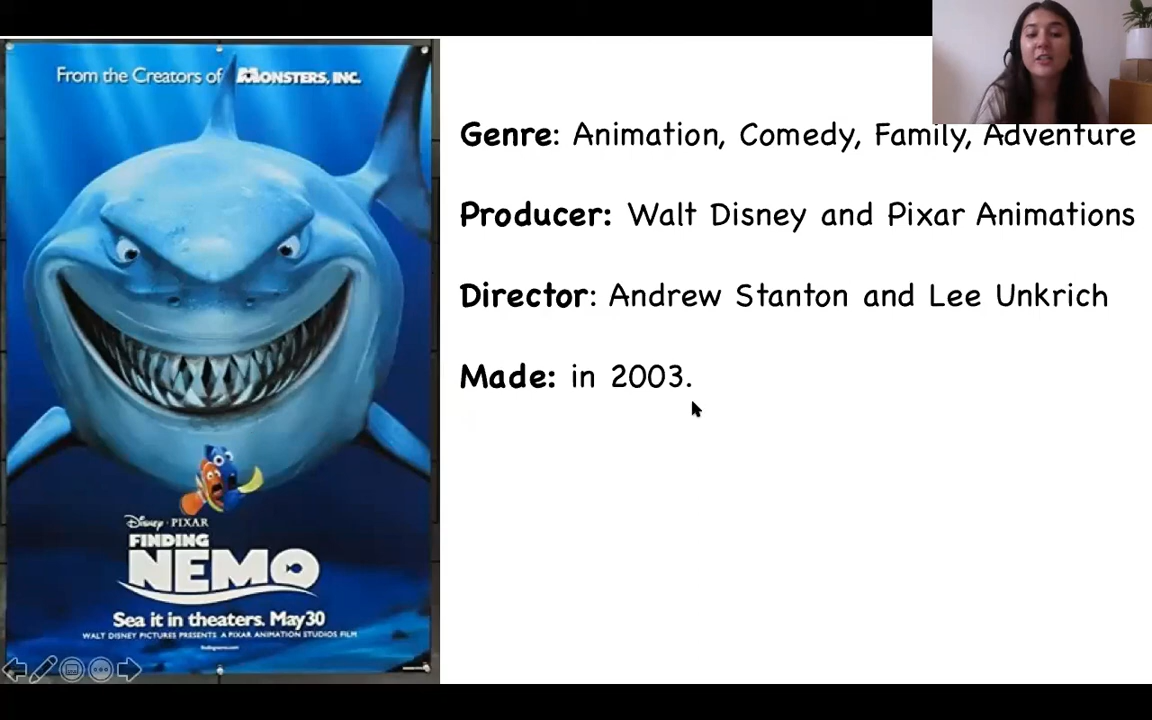 From the Creators of MONSTERS, INC.
Genre: Animation, Comedy, Family, Adventure
Producer: Walt Disney and Pixar Animations
Director: Andrew Stanton and Lee Unkrich
Made: in 2003.
Disney · PIXAR
FINDING
NEMO
Sea it in theaters. May 30
WALT DISNEY PICTURES PRESENTS A PIXAR ANIMATION STUDIOS FILM
findingnemo.com